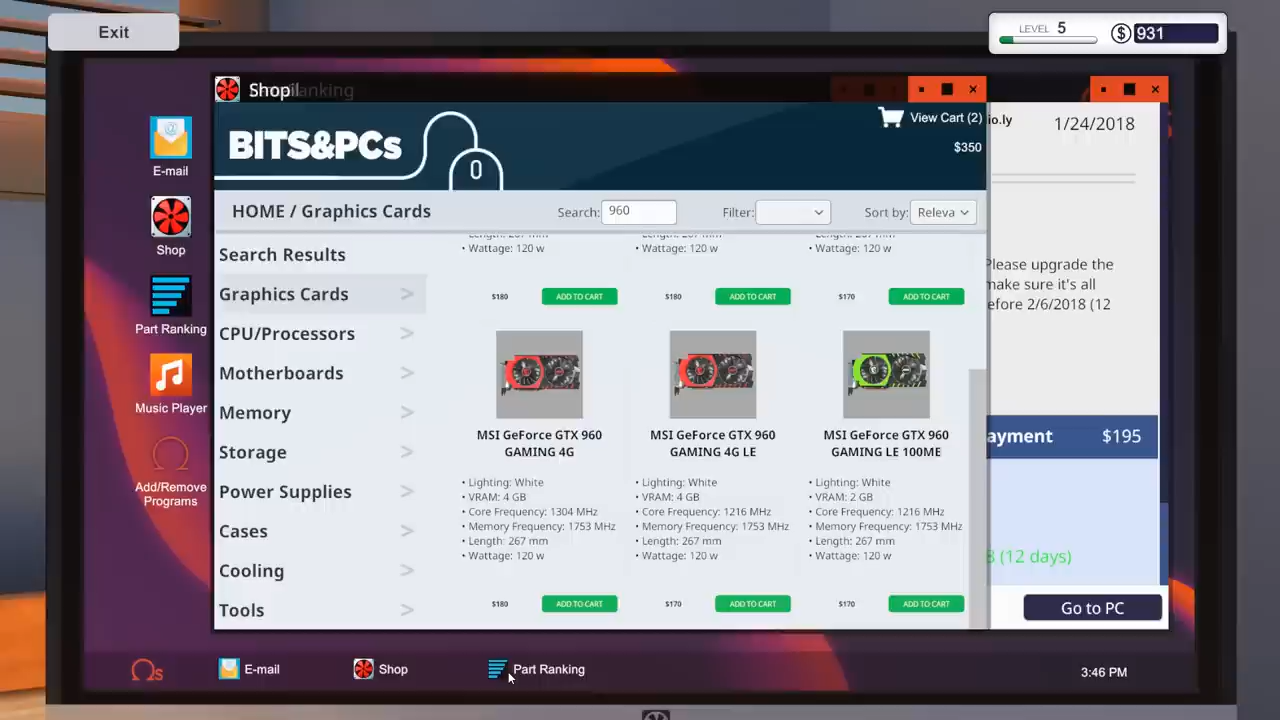 Exit
LEVEL 5
$ 931
Shop
BITS&PCs
View Cart (2)
$350
io.ly
1/24/2018
HOME / Graphics Cards
Search: 960
Filter:
Sort by: Releva
E-mail
Shop
Part Ranking
Music Player
Add/Remove
Programs
Search Results
Graphics Cards >
CPU/Processors >
Motherboards >
Memory >
Storage >
Power Supplies >
Cases >
Cooling >
Tools >
• Wattage: 120 w
• Wattage: 120 w
• Wattage: 120 w
$180 ADD TO CART
$180 ADD TO CART
$170 ADD TO CART
MSI GeForce GTX 960
GAMING 4G
• Lighting: White
• VRAM: 4 GB
• Core Frequency: 1304 MHz
• Memory Frequency: 1753 MHz
• Length: 267 mm
• Wattage: 120 w
$180 ADD TO CART
MSI GeForce GTX 960
GAMING 4G LE
• Lighting: White
• VRAM: 4 GB
• Core Frequency: 1216 MHz
• Memory Frequency: 1753 MHz
• Length: 267 mm
• Wattage: 120 w
$170 ADD TO CART
MSI GeForce GTX 960
GAMING LE 100ME
• Lighting: White
• VRAM: 2 GB
• Core Frequency: 1216 MHz
• Memory Frequency: 1753 MHz
• Length: 267 mm
• Wattage: 120 w
$170 ADD TO CART
Please upgrade the
make sure it's all
efore 2/6/2018 (12
ayment $195
8 (12 days)
Go to PC
E-mail
Shop
Part Ranking
3:46 PM